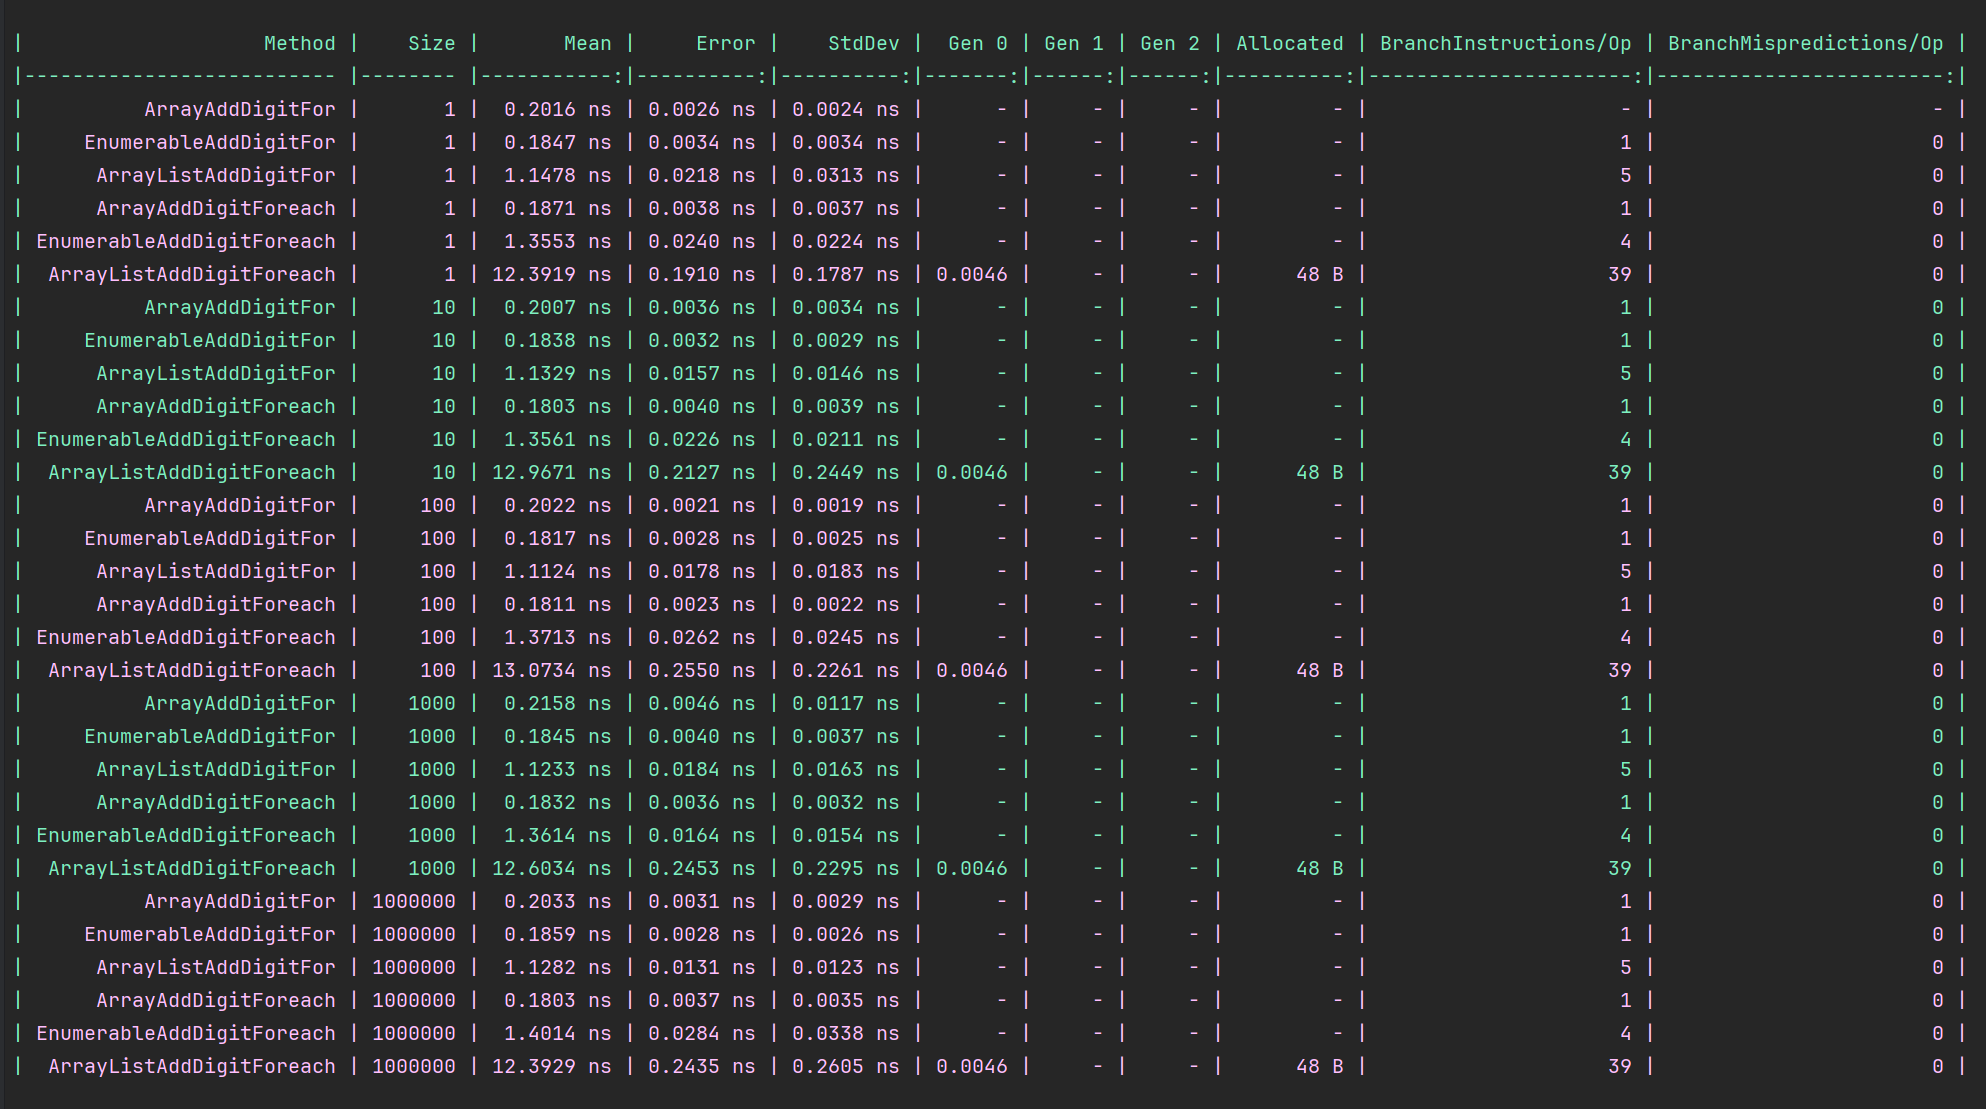 |                    Method |    Size |       Mean |     Error |    StdDev |  Gen 0 | Gen 1 | Gen 2 | Allocated | BranchInstructions/Op | BranchMispredictions/Op |
|-------------------------- |-------- |-----------:|----------:|----------:|-------:|------:|------:|----------:|----------------------:|------------------------:|
|            ArrayAddDigitFor |       1 |  0.2016 ns | 0.0026 ns | 0.0024 ns |      - |     - |     - |         - |                     - |                       - |
|       EnumerableAddDigitFor |       1 |  0.1847 ns | 0.0034 ns | 0.0034 ns |      - |     - |     - |         - |                     1 |                       0 |
|        ArrayListAddDigitFor |       1 |  1.1478 ns | 0.0218 ns | 0.0313 ns |      - |     - |     - |         - |                     5 |                       0 |
|        ArrayAddDigitForeach |       1 |  0.1871 ns | 0.0038 ns | 0.0037 ns |      - |     - |     - |         - |                     1 |                       0 |
|   EnumerableAddDigitForeach |       1 |  1.3553 ns | 0.0240 ns | 0.0224 ns |      - |     - |     - |         - |                     4 |                       0 |
|    ArrayListAddDigitForeach |       1 | 12.3919 ns | 0.1910 ns | 0.1787 ns | 0.0046 |     - |     - |      48 B |                    39 |                       0 |
|            ArrayAddDigitFor |      10 |  0.2007 ns | 0.0036 ns | 0.0034 ns |      - |     - |     - |         - |                     1 |                       0 |
|       EnumerableAddDigitFor |      10 |  0.1838 ns | 0.0032 ns | 0.0029 ns |      - |     - |     - |         - |                     1 |                       0 |
|        ArrayListAddDigitFor |      10 |  1.1329 ns | 0.0157 ns | 0.0146 ns |      - |     - |     - |         - |                     5 |                       0 |
|        ArrayAddDigitForeach |      10 |  0.1803 ns | 0.0040 ns | 0.0039 ns |      - |     - |     - |         - |                     1 |                       0 |
|   EnumerableAddDigitForeach |      10 |  1.3561 ns | 0.0226 ns | 0.0211 ns |      - |     - |     - |         - |                     4 |                       0 |
|    ArrayListAddDigitForeach |      10 | 12.9671 ns | 0.2127 ns | 0.2449 ns | 0.0046 |     - |     - |      48 B |                    39 |                       0 |
|            ArrayAddDigitFor |     100 |  0.2022 ns | 0.0021 ns | 0.0019 ns |      - |     - |     - |         - |                     1 |                       0 |
|       EnumerableAddDigitFor |     100 |  0.1817 ns | 0.0028 ns | 0.0025 ns |      - |     - |     - |         - |                     1 |                       0 |
|        ArrayListAddDigitFor |     100 |  1.1124 ns | 0.0178 ns | 0.0183 ns |      - |     - |     - |         - |                     5 |                       0 |
|        ArrayAddDigitForeach |     100 |  0.1811 ns | 0.0023 ns | 0.0022 ns |      - |     - |     - |         - |                     1 |                       0 |
|   EnumerableAddDigitForeach |     100 |  1.3713 ns | 0.0262 ns | 0.0245 ns |      - |     - |     - |         - |                     4 |                       0 |
|    ArrayListAddDigitForeach |     100 | 13.0734 ns | 0.2550 ns | 0.2261 ns | 0.0046 |     - |     - |      48 B |                    39 |                       0 |
|            ArrayAddDigitFor |    1000 |  0.2158 ns | 0.0046 ns | 0.0117 ns |      - |     - |     - |         - |                     1 |                       0 |
|       EnumerableAddDigitFor |    1000 |  0.1845 ns | 0.0040 ns | 0.0037 ns |      - |     - |     - |         - |                     1 |                       0 |
|        ArrayListAddDigitFor |    1000 |  1.1233 ns | 0.0184 ns | 0.0163 ns |      - |     - |     - |         - |                     5 |                       0 |
|        ArrayAddDigitForeach |    1000 |  0.1832 ns | 0.0036 ns | 0.0032 ns |      - |     - |     - |         - |                     1 |                       0 |
|   EnumerableAddDigitForeach |    1000 |  1.3614 ns | 0.0164 ns | 0.0154 ns |      - |     - |     - |         - |                     4 |                       0 |
|    ArrayListAddDigitForeach |    1000 | 12.6034 ns | 0.2453 ns | 0.2295 ns | 0.0046 |     - |     - |      48 B |                    39 |                       0 |
|            ArrayAddDigitFor | 1000000 |  0.2033 ns | 0.0031 ns | 0.0029 ns |      - |     - |     - |         - |                     1 |                       0 |
|       EnumerableAddDigitFor | 1000000 |  0.1859 ns | 0.0028 ns | 0.0026 ns |      - |     - |     - |         - |                     1 |                       0 |
|        ArrayListAddDigitFor | 1000000 |  1.1282 ns | 0.0131 ns | 0.0123 ns |      - |     - |     - |         - |                     5 |                       0 |
|        ArrayAddDigitForeach | 1000000 |  0.1803 ns | 0.0037 ns | 0.0035 ns |      - |     - |     - |         - |                     1 |                       0 |
|   EnumerableAddDigitForeach | 1000000 |  1.4014 ns | 0.0284 ns | 0.0338 ns |      - |     - |     - |         - |                     4 |                       0 |
|    ArrayListAddDigitForeach | 1000000 | 12.3929 ns | 0.2435 ns | 0.2605 ns | 0.0046 |     - |     - |      48 B |                    39 |                       0 |